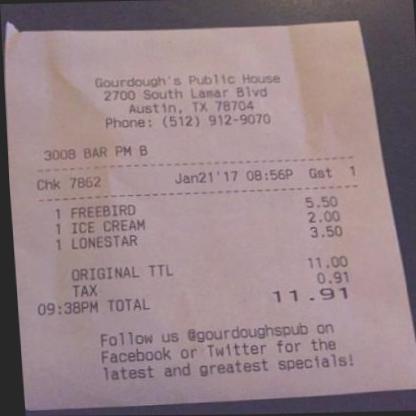 Gourdough's Public House
2700 South Lamar Blvd
Austin, TX 78704
Phone: (512) 912-9070
3008 BAR PM B
Chk 7862 Jan21'17 08:56P Gst 1
1 FREEBIRD 5.50
1 ICE CREAM 2.00
1 LONESTAR 3.50
ORIGINAL TTL 11.00
TAX 0.91
09:38PM TOTAL 11.91
Follow us @gourdoughspub on
Facebook or Twitter for the
latest and greatest specials!